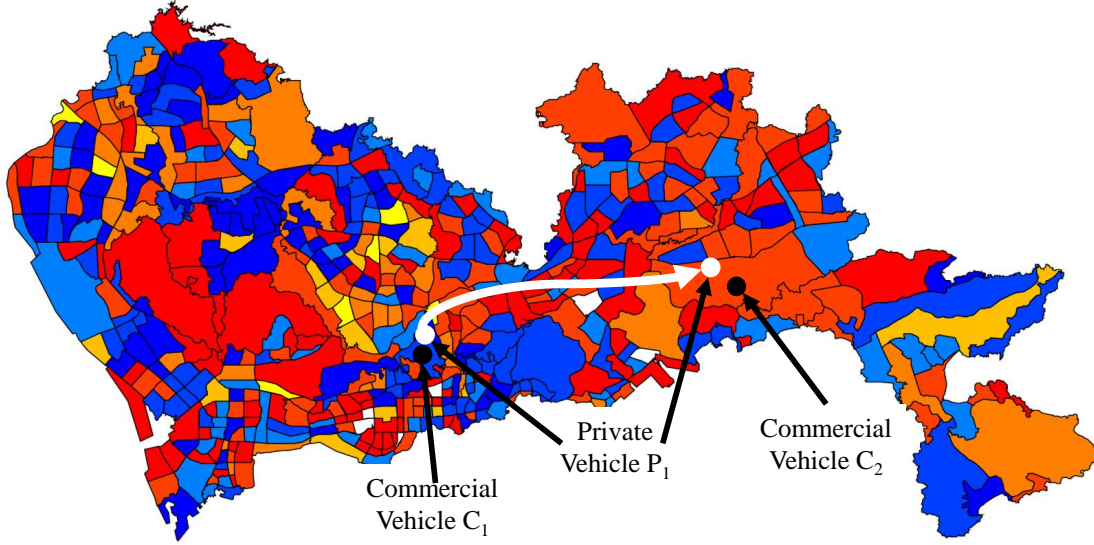 Private
Vehicle P₁
Commercial
Vehicle C₂
Commercial
Vehicle C₁